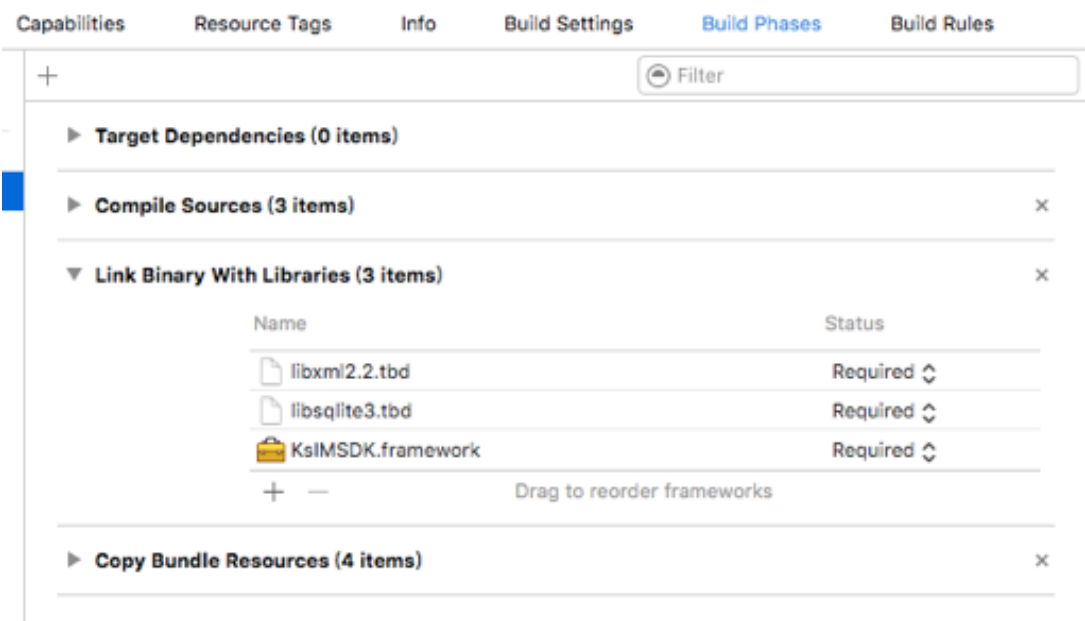 Capabilities Resource Tags Info Build Settings Build Phases Build Rules
Filter
Target Dependencies (0 items)
Compile Sources (3 items)
Link Binary With Libraries (3 items)
Name Status
libxml2.2.tbd Required
libsqlite3.tbd Required
KsIMSDK.framework Required
Drag to reorder frameworks
Copy Bundle Resources (4 items)